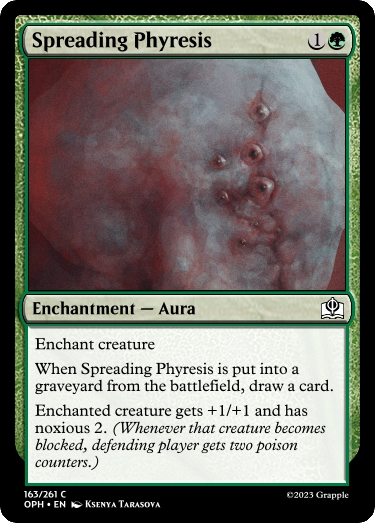 Spreading Phyresis 1
Enchantment — Aura
Enchant creature
When Spreading Phyresis is put into a
graveyard from the battlefield, draw a card.
Enchanted creature gets +1/+1 and has
noxious 2. (Whenever that creature becomes
blocked, defending player gets two poison
counters.)
163/261 C
OPH • EN Ksenya Tarasova
©2023 Grapple